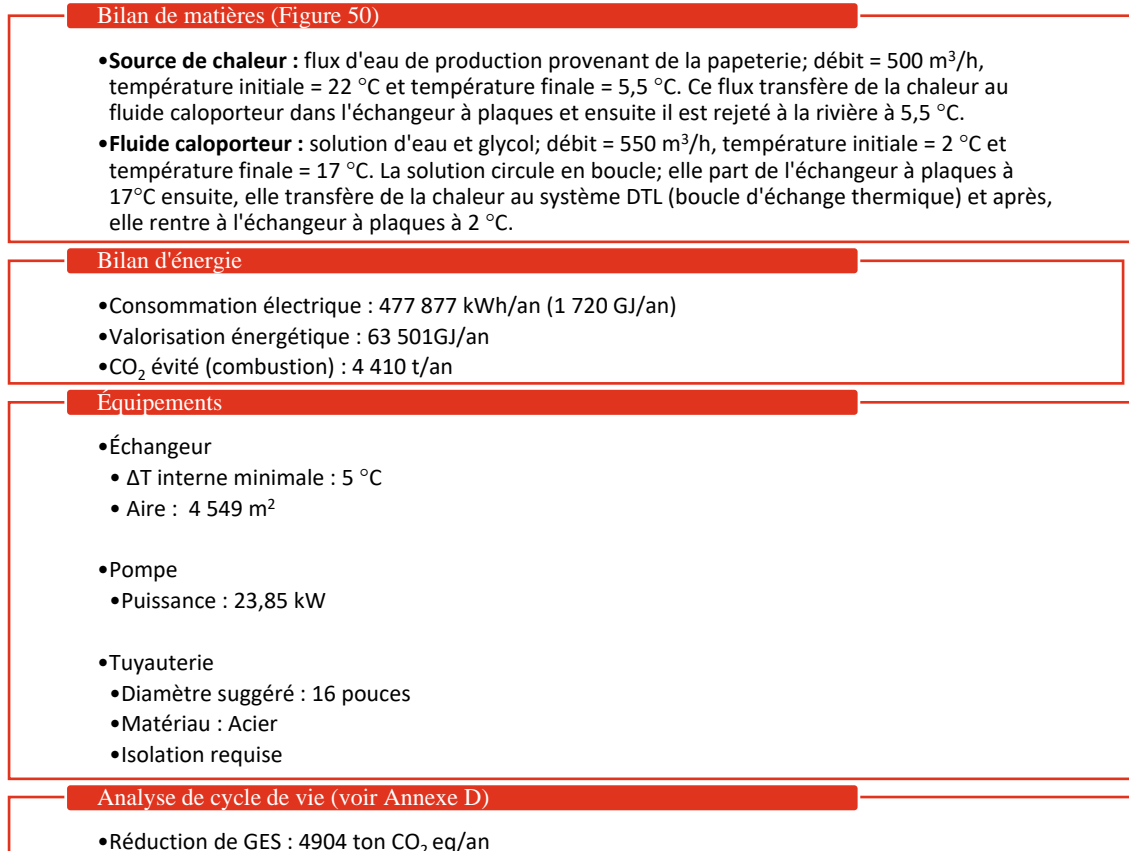 Bilan de matières (Figure 50)
•Source de chaleur : flux d'eau de production provenant de la papeterie; débit = 500 m³/h,
température initiale = 22 °C et température finale = 5,5 °C. Ce flux transfère de la chaleur au
fluide caloporteur dans l'échangeur à plaques et ensuite il est rejeté à la rivière à 5,5 °C.
•Fluide caloporteur : solution d'eau et glycol; débit = 550 m³/h, température initiale = 2 °C et
température finale = 17 °C. La solution circule en boucle; elle part de l'échangeur à plaques à
17°C ensuite, elle transfère de la chaleur au système DTL (boucle d'échange thermique) et après,
elle rentre à l'échangeur à plaques à 2 °C.
Bilan d'énergie
•Consommation électrique : 477 877 kWh/an (1 720 GJ/an)
•Valorisation énergétique : 63 501GJ/an
•CO₂ évité (combustion) : 4 410 t/an
Équipements
•Échangeur
• ΔT interne minimale : 5 °C
• Aire : 4 549 m²
•Pompe
•Puissance : 23,85 kW
•Tuyauterie
•Diamètre suggéré : 16 pouces
•Matériau : Acier
•Isolation requise
Analyse de cycle de vie (voir Annexe D)
•Réduction de GES : 4904 ton CO₂ eq/an